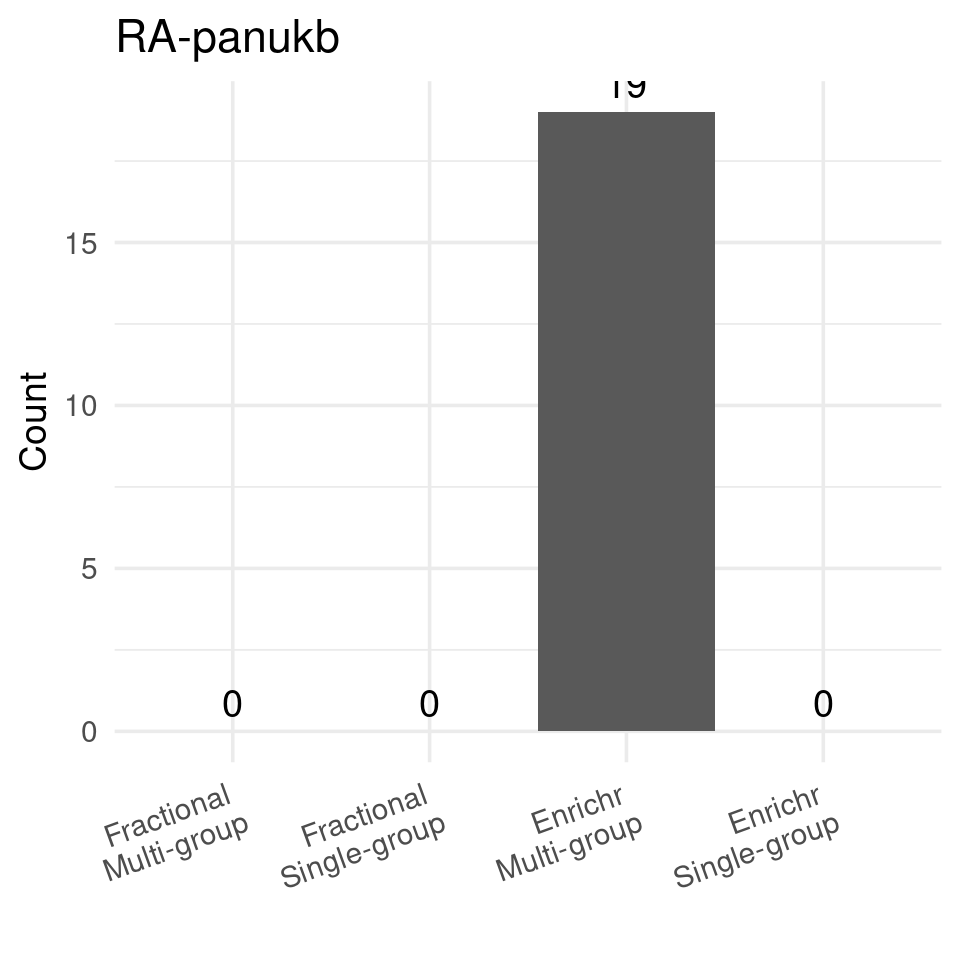 RA-panukb
19
15
10
5
0
Count
0
0
0
Fractional
Multi-group
Fractional
Single-group
Enrichr
Multi-group
Enrichr
Single-group